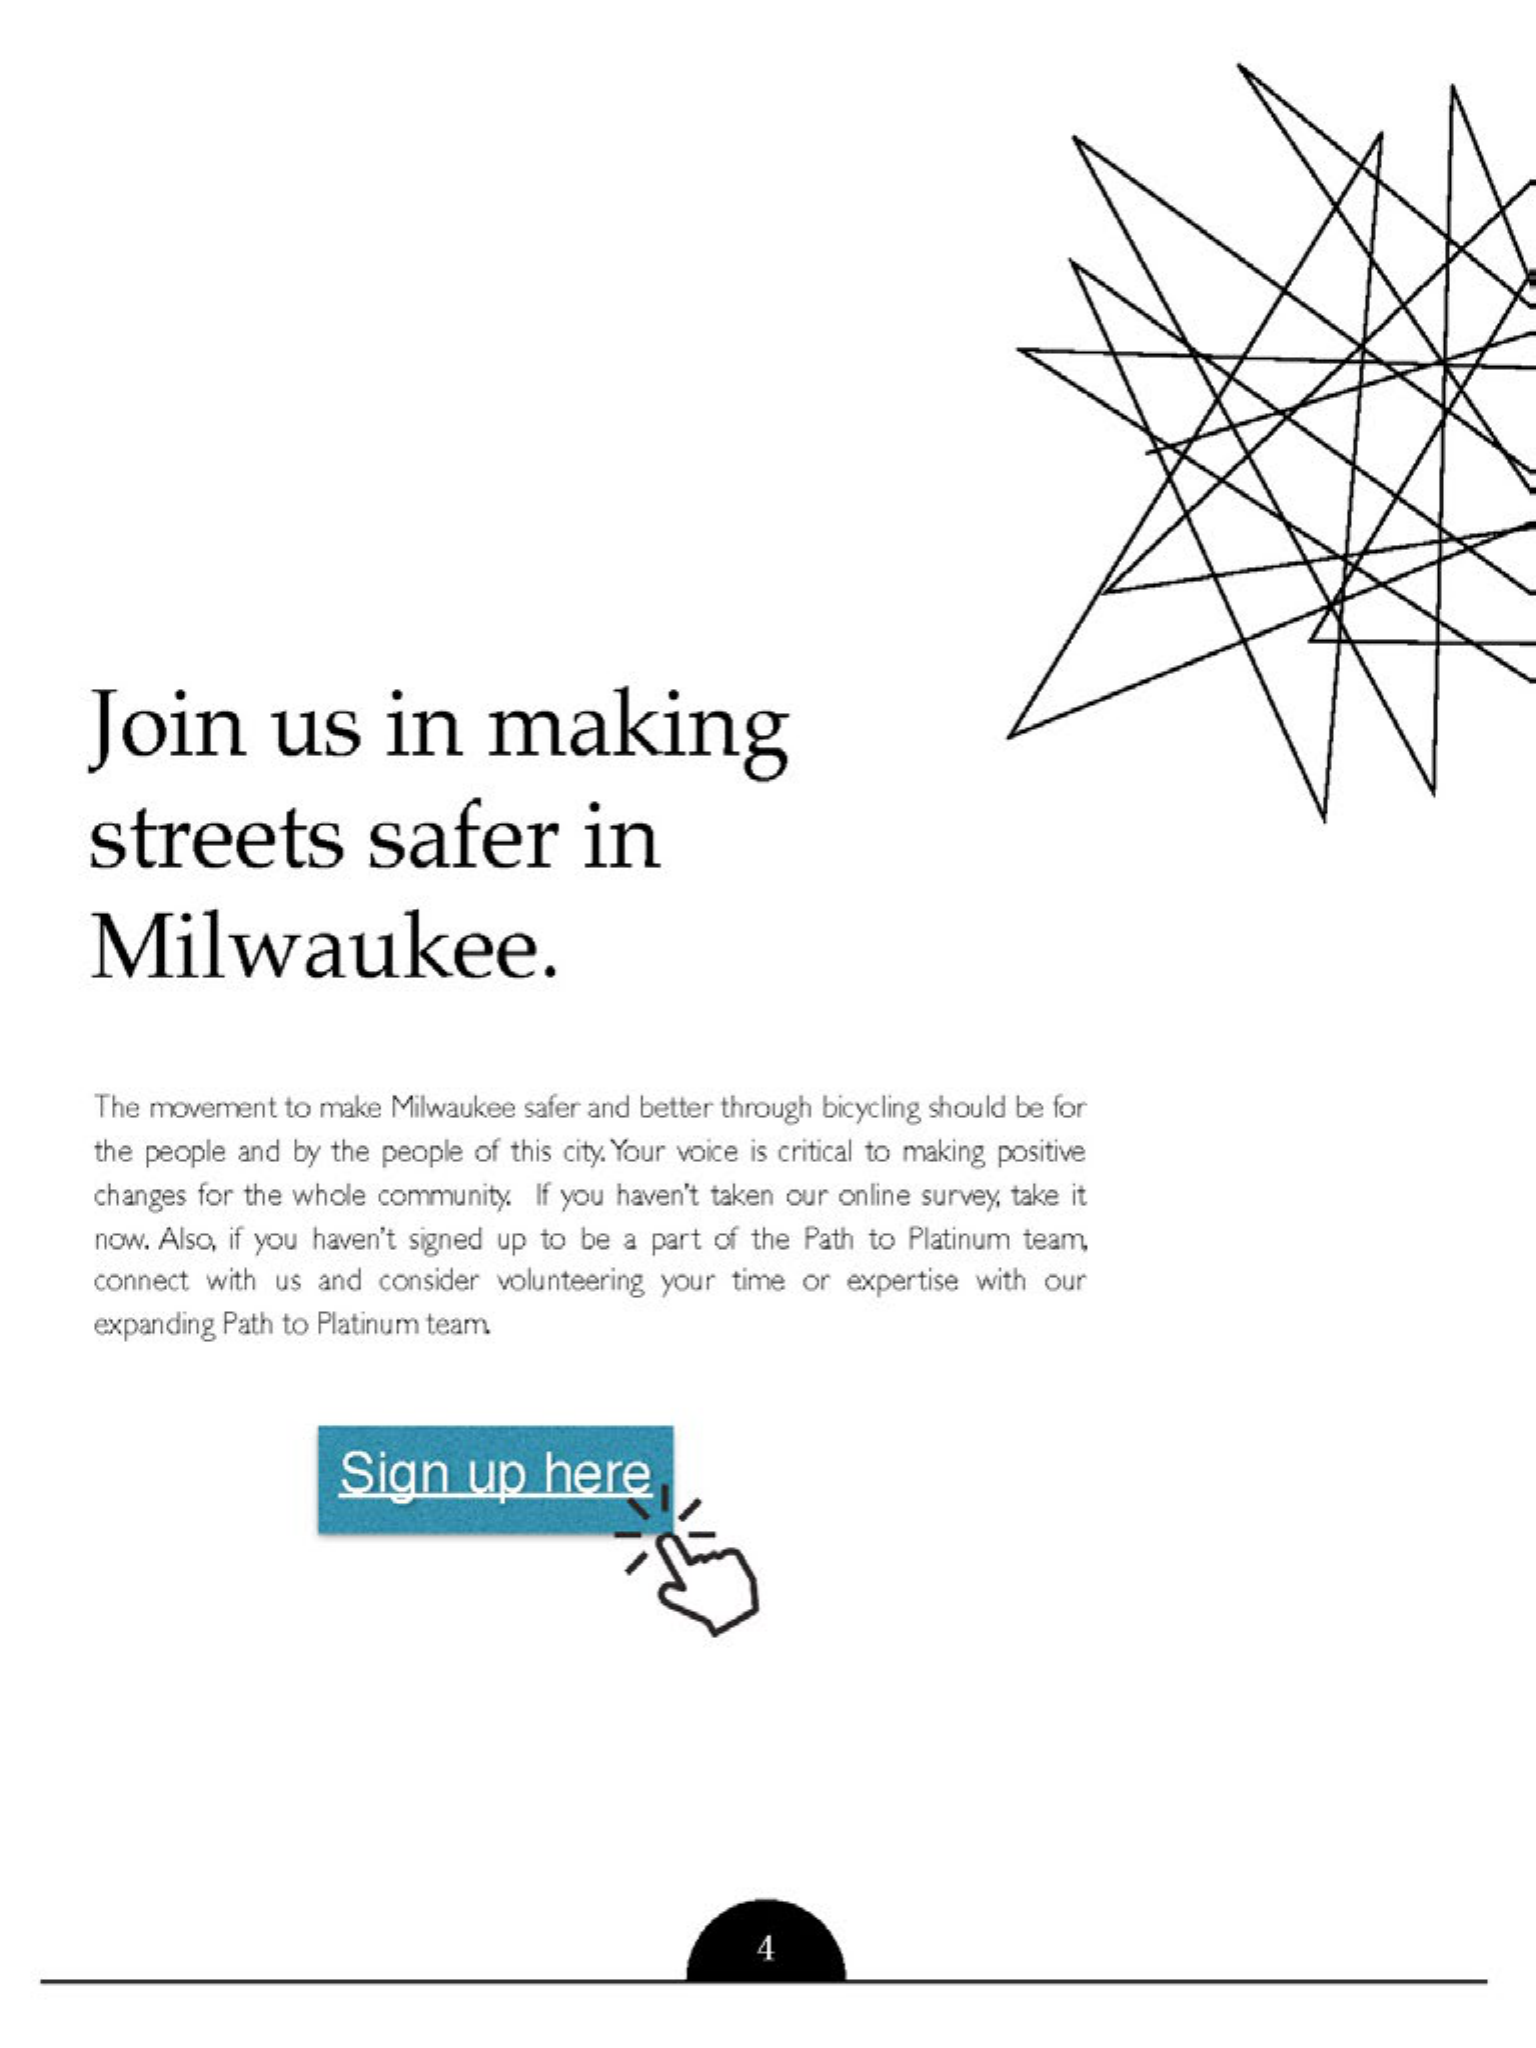 Join us in making
streets safer in
Milwaukee.
The movement to make Milwaukee safer and better through bicycling should be for
the people and by the people of this city. Your voice is critical to making positive
changes for the whole community.  If you haven't taken our online survey, take it
now. Also, if you haven't signed up to be a part of the Path to Platinum team,
connect with us and consider volunteering your time or expertise with our
expanding Path to Platinum team.
Sign up here
4